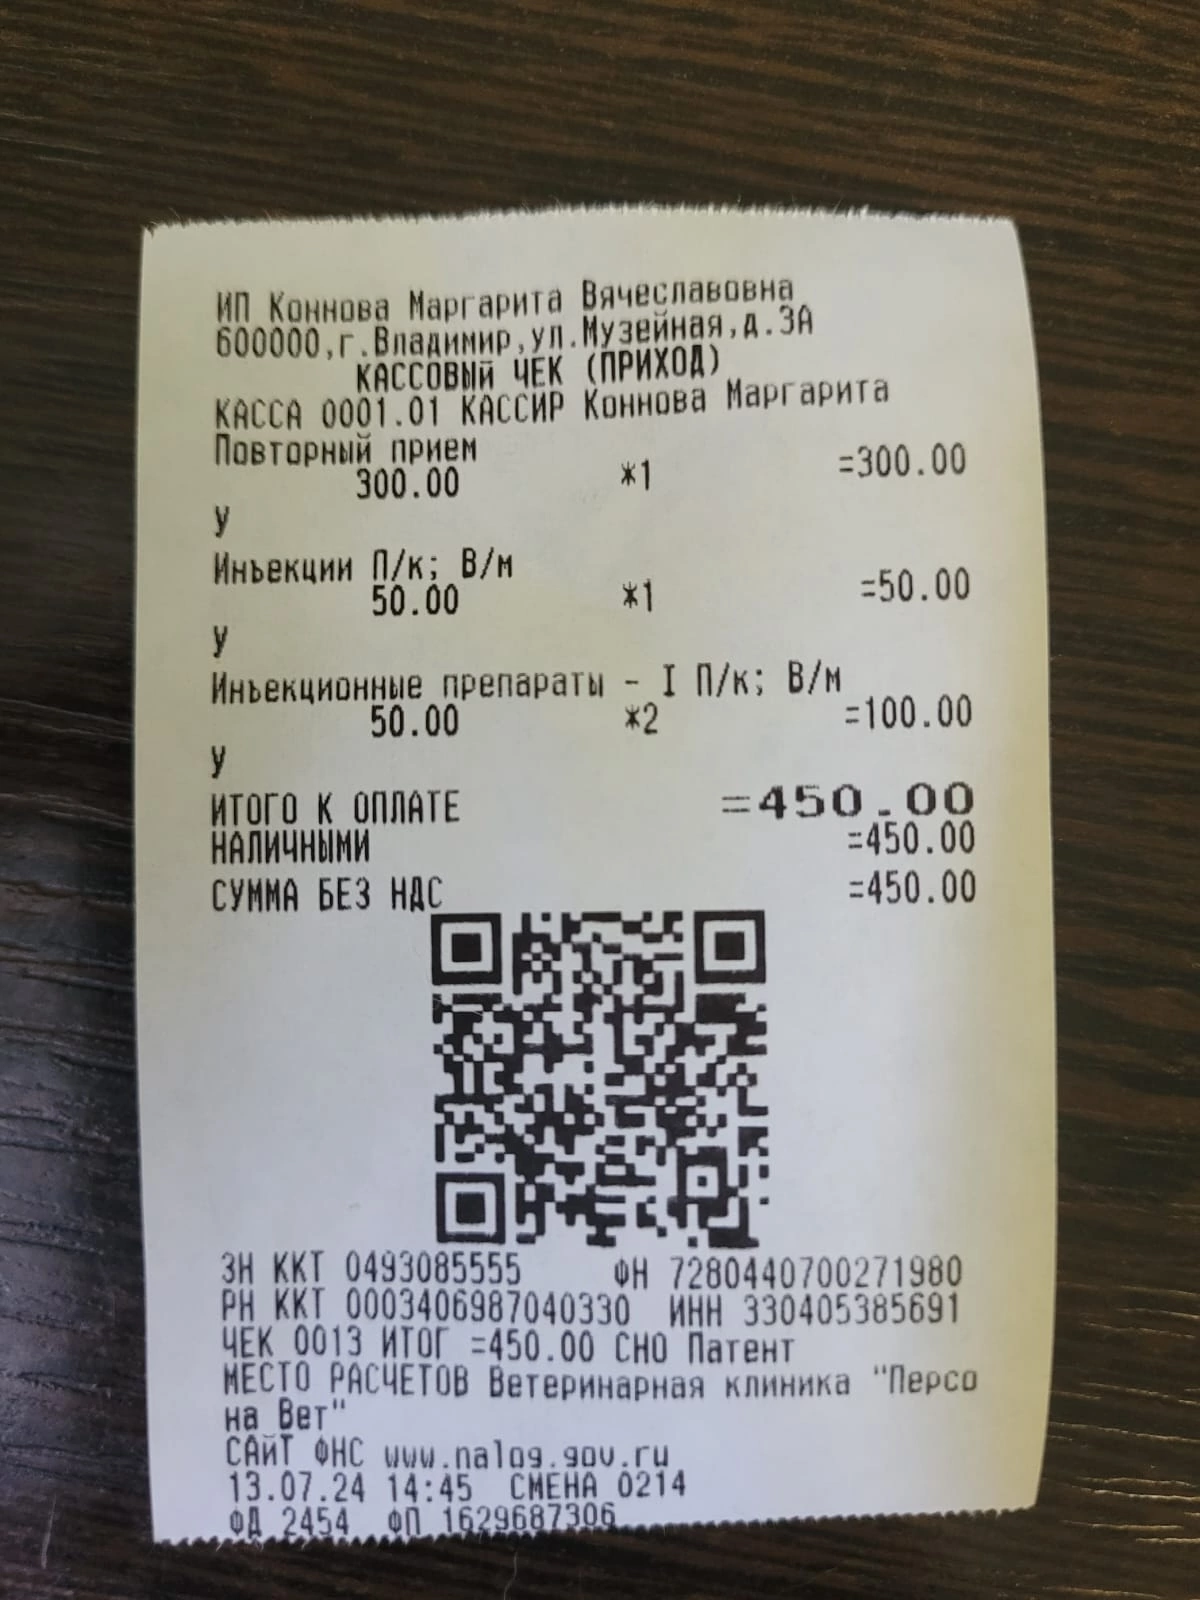 ИП Коннова Маргарита Вячеславовна
600000,г.Владимир,ул.Музейная,д.3А
КАССОВЫЙ ЧЕК (ПРИХОД)
КАССА 0001.01 КАССИР Коннова Маргарита
Повторный прием
300.00 *1 =300.00
У
Инъекции П/к; В/м
50.00 *1 =50.00
У
Инъекционные препараты - I П/к; В/м
50.00 *2 =100.00
У
ИТОГО К ОПЛАТЕ =450.00
НАЛИЧНЫМИ =450.00
СУММА БЕЗ НДС =450.00
ЗН ККТ 0493085555 ФН 7280440700271980
РН ККТ 0003406987040330 ИНН 330405385691
ЧЕК 0013 ИТОГ =450.00 СНО Патент
МЕСТО РАСЧЕТОВ Ветеринарная клиника "Персо
на Вет"
САЙТ ФНС www.nalog.gov.ru
13.07.24 14:45 СМЕНА 0214
ФД 2454 ФП 1629687306